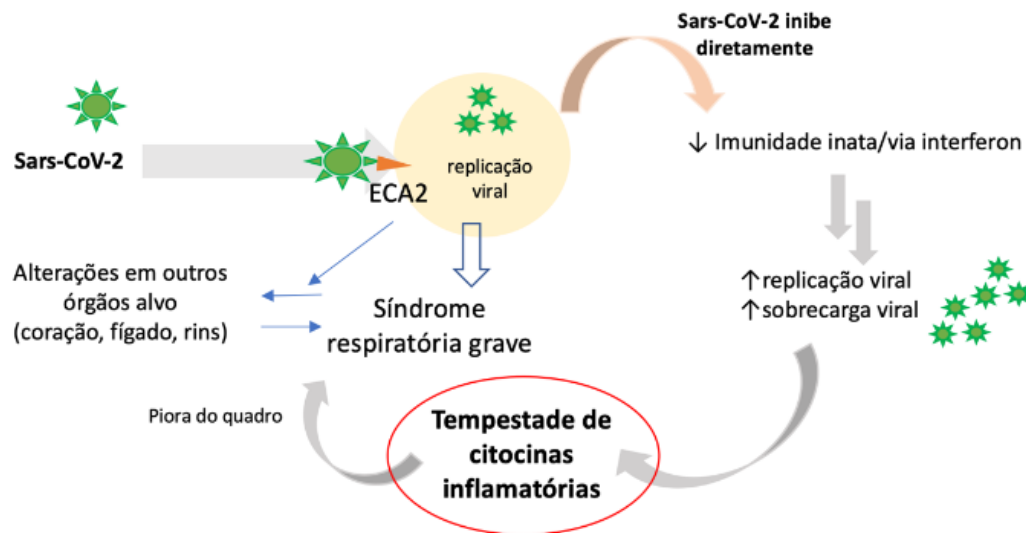 Sars-CoV-2 inibe
diretamente
Sars-CoV-2
ECA2
replicação
viral
↓ Imunidade inata/via interferon
↑replicação viral
↑sobrecarga viral
Alterações em outros
órgãos alvo
(coração, fígado, rins)
Síndrome
respiratória grave
Piora do quadro
Tempestade de
citocinas
inflamatórias